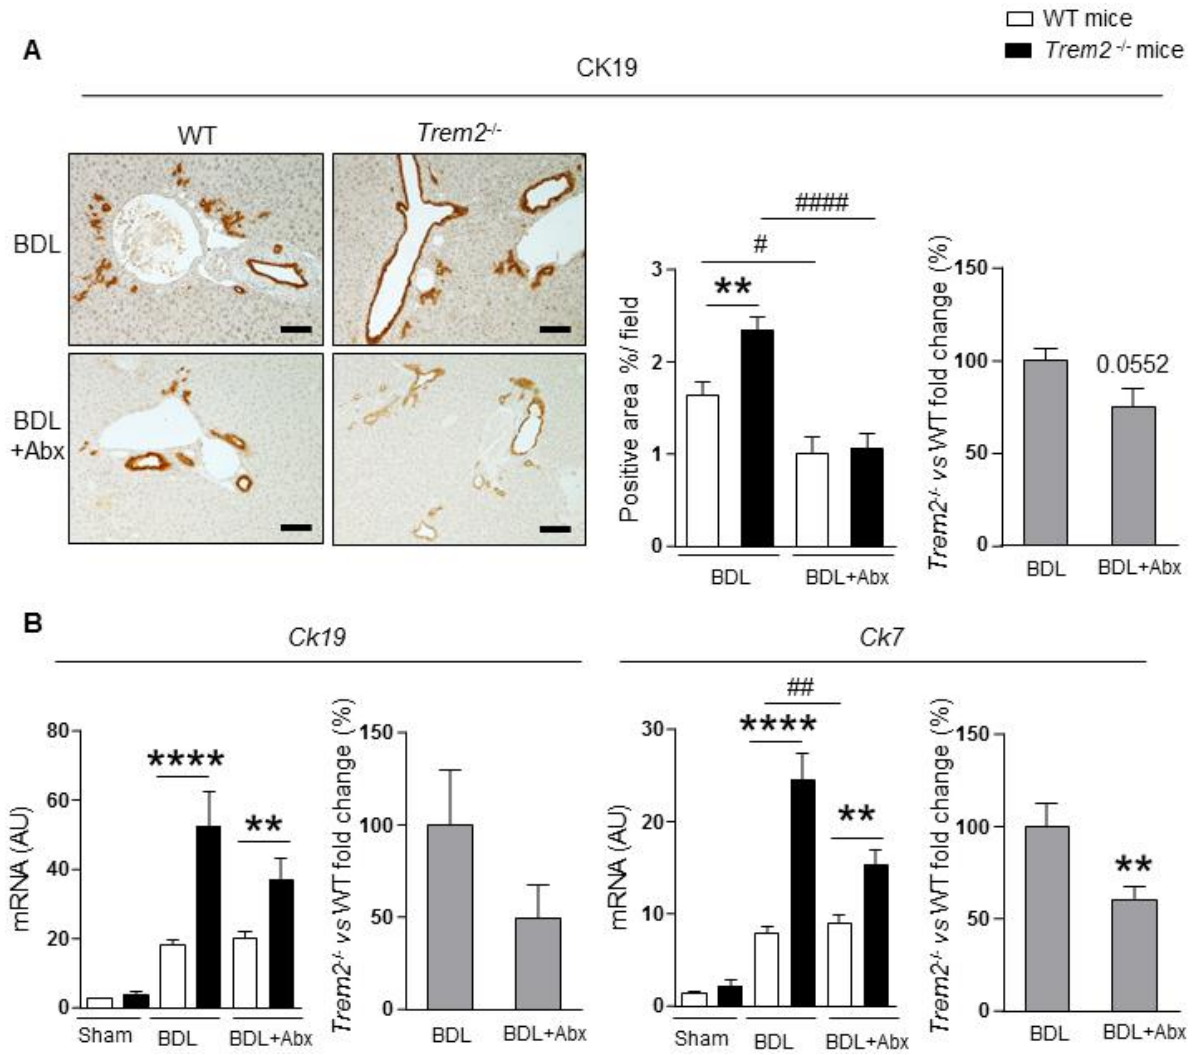 WT mice
Trem2 -/- mice
A
CK19
WT
Trem2-/-
BDL
BDL
+Abx
####
#
**
Positive area %/ field
3
2
1
0
BDL
BDL+Abx
Trem2-/- vs WT fold change (%)
150
100
50
0
0.0552
BDL
BDL+Abx
B
Ck19
Ck7
mRNA (AU)
80
60
40
20
0
****
**
Sham
BDL
BDL+Abx
Trem2-/- vs WT fold change (%)
150
100
50
0
BDL
BDL+Abx
mRNA (AU)
30
20
10
0
##
****
**
Sham
BDL
BDL+Abx
Trem2-/- vs WT fold change (%)
150
100
50
0
**
BDL
BDL+Abx